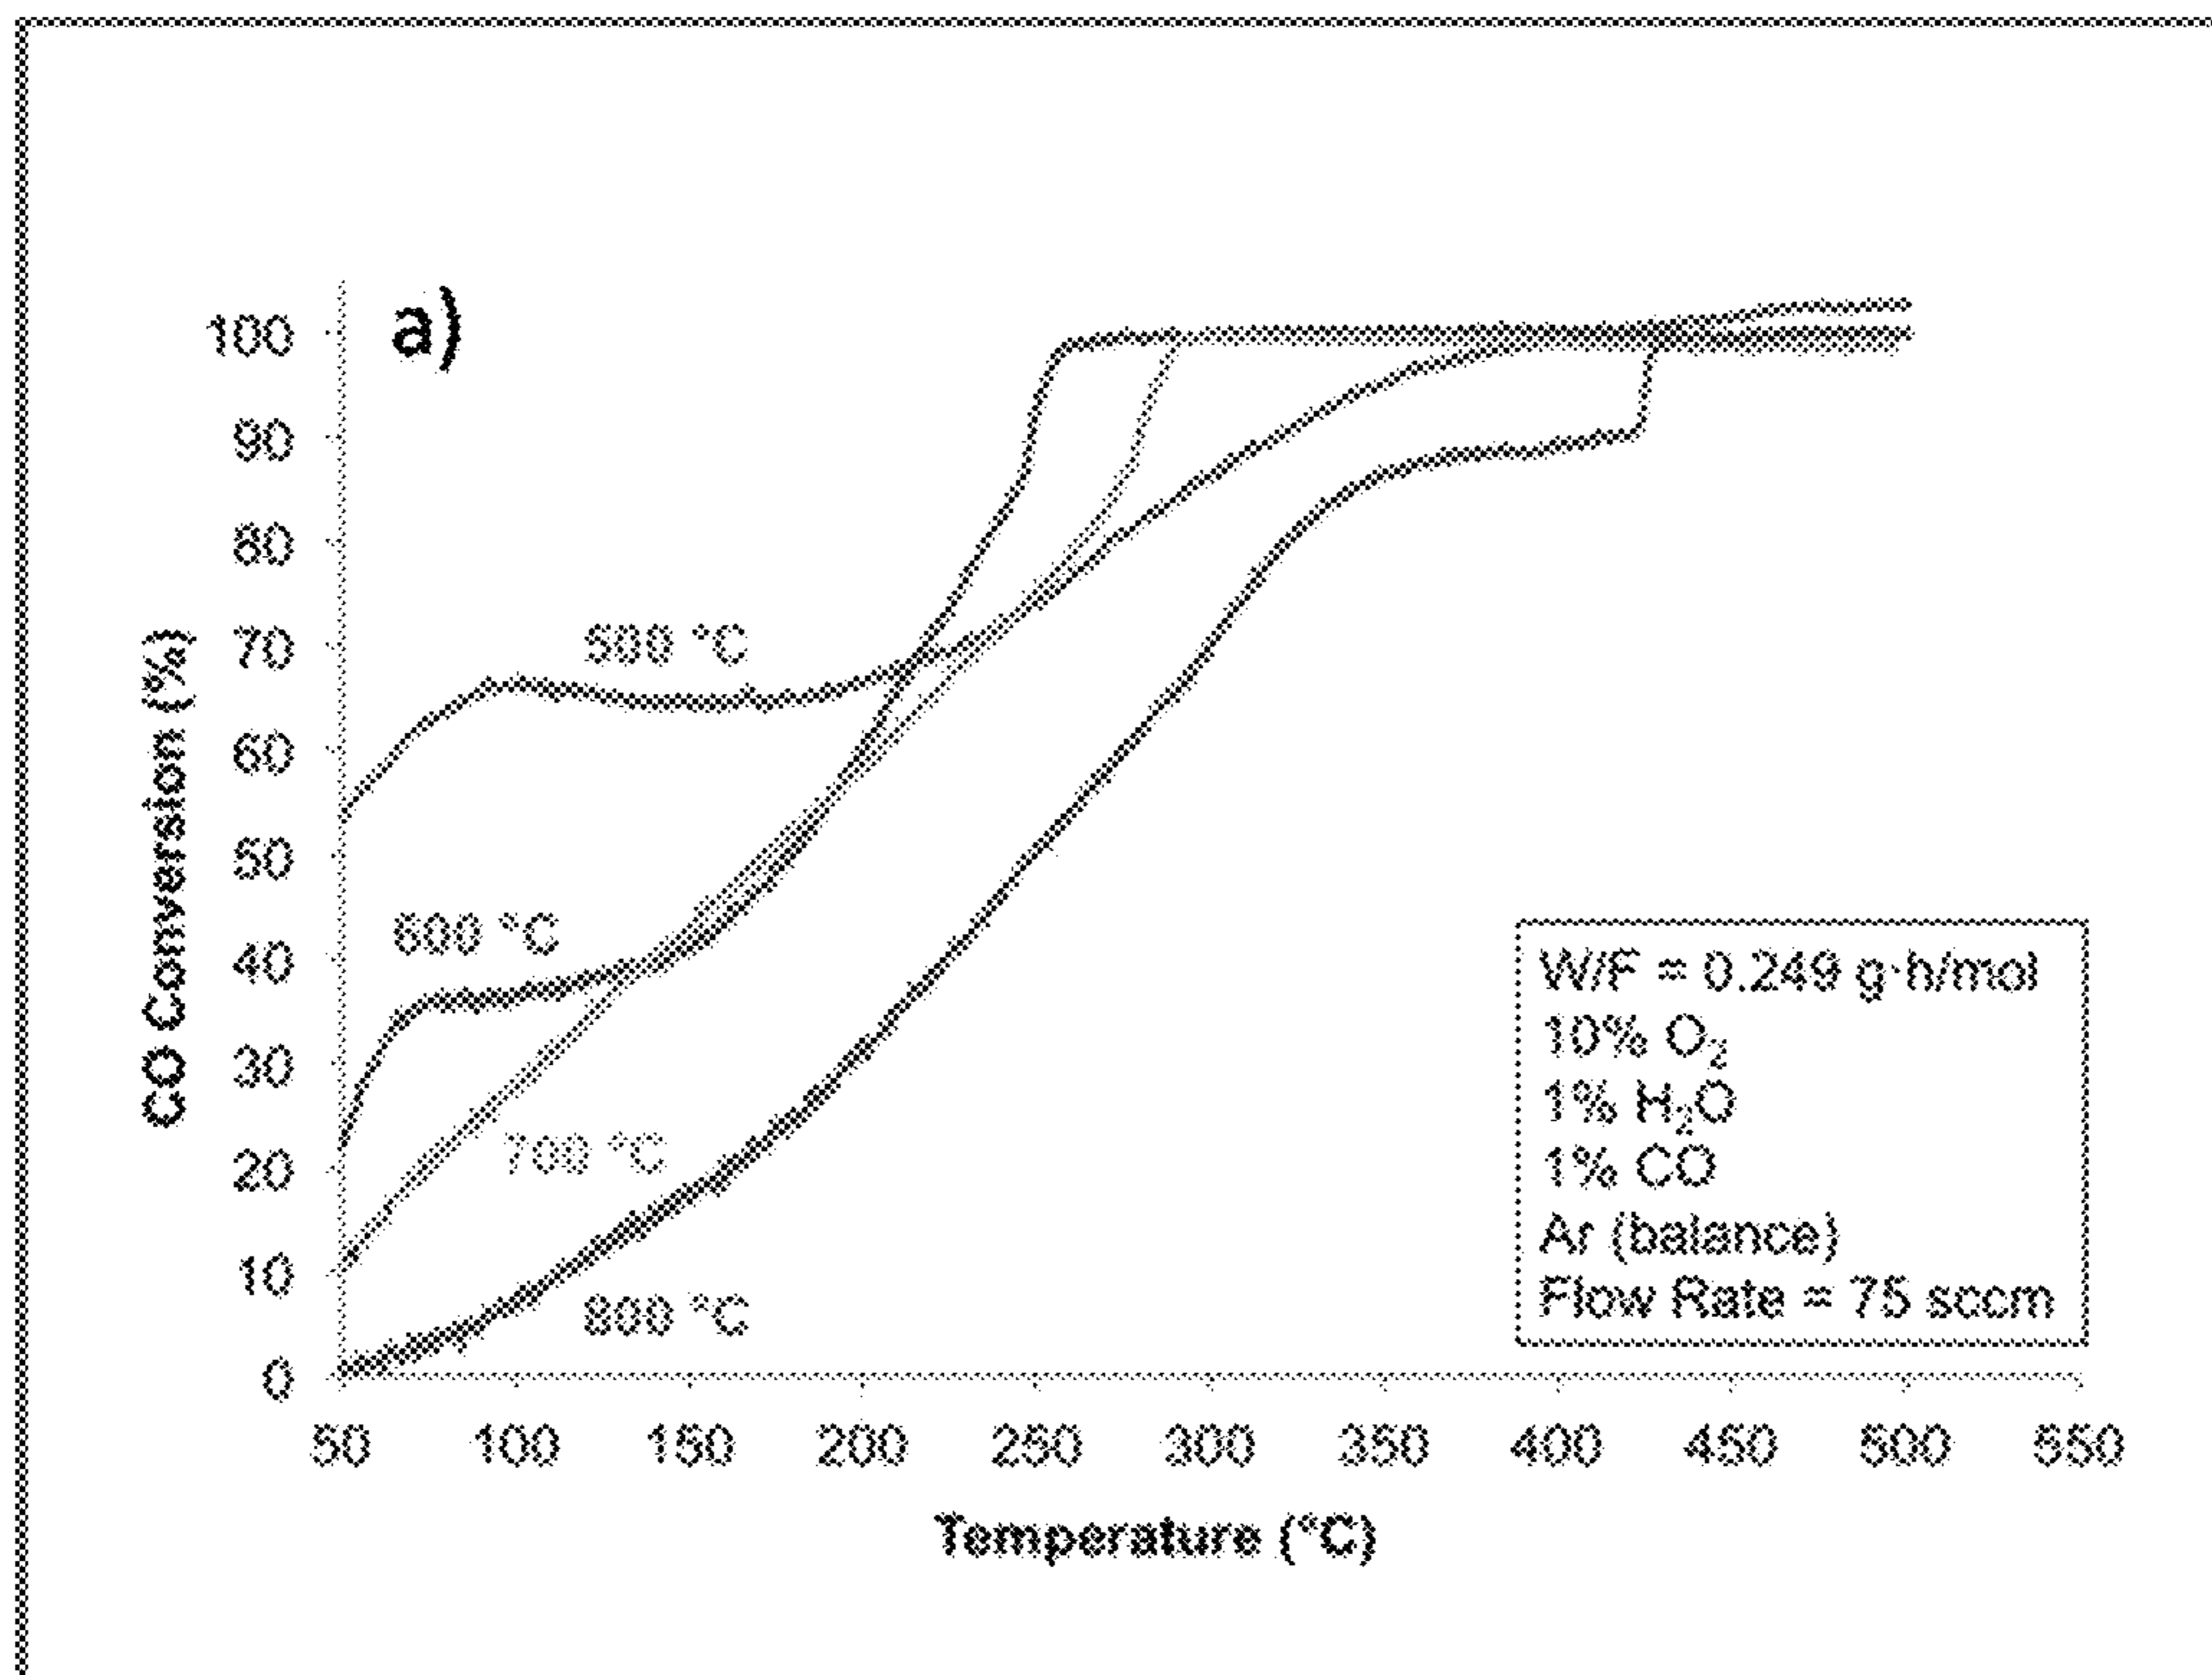 a)
100
90
80
70
60
50
40
30
20
10
0
CO Conversion (%)
500 °C
600 °C
700 °C
800 °C
W/F = 0.249 g·h/mol
10% O₂
1% H₂O
1% CO
Ar (balance)
Flow Rate = 75 sccm
50 100 150 200 250 300 350 400 450 500 550
Temperature (°C)